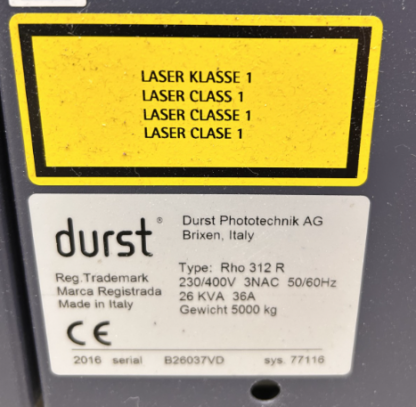 LASER KLASSE 1
LASER CLASS 1
LASER CLASSE 1
LASER CLASE 1
durst®
Durst Phototechnik AG
Brixen, Italy
Reg.Trademark
Marca Registrada
Made in Italy
Type: Rho 312 R
230/400V 3NAC 50/60Hz
26 KVA 36A
Gewicht 5000 kg
CE
2016 serial B26037VD sys. 77116